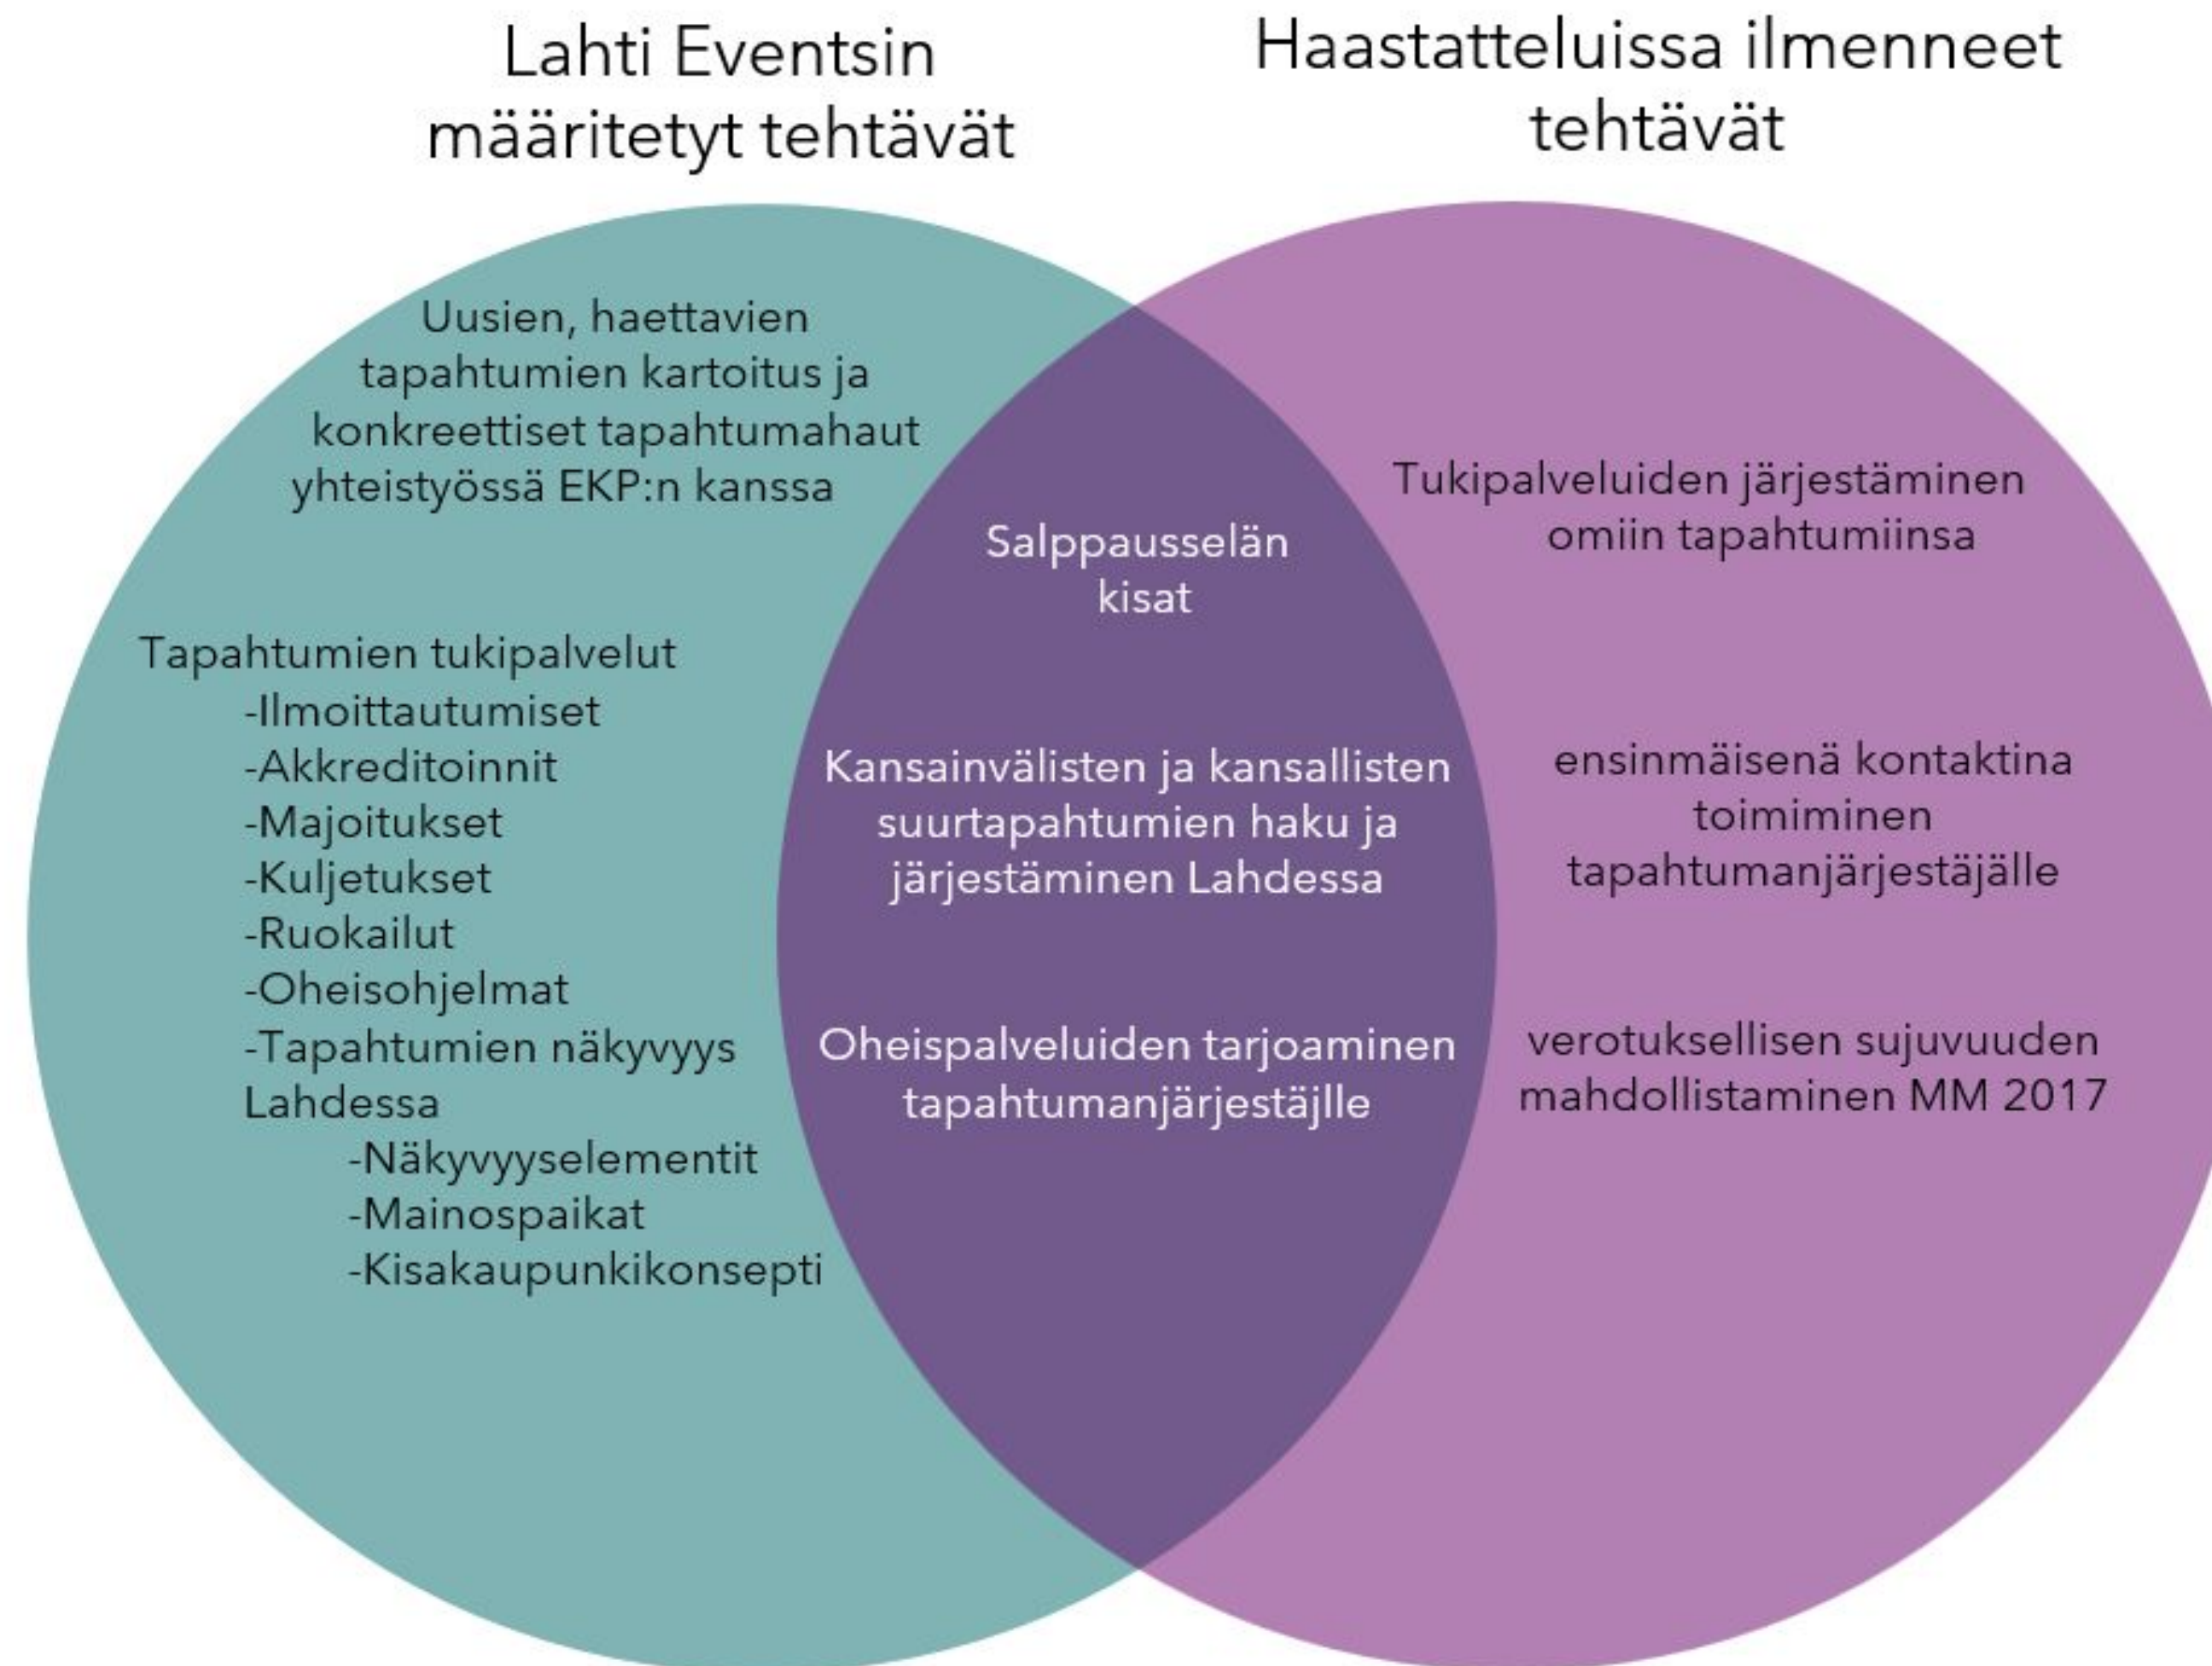 Lahti Eventsin
määritetyt tehtävät
Haastatteluissa ilmenneet
tehtävät
Uusien, haettavien
tapahtumien kartoitus ja
konkreettiset tapahtumahaut
yhteistyössä EKP:n kanssa
Tapahtumien tukipalvelut
-Ilmoittautumiset
-Akkreditoinnit
-Majoitukset
-Kuljetukset
-Ruokailut
-Oheisohjelmat
-Tapahtumien näkyvyys
Lahdessa
-Näkyvyyselementit
-Mainospaikat
-Kisakaupunkikonsepti
Salppausselän
kisat
Kansainvälisten ja kansallisten
suurtapahtumien haku ja
järjestäminen Lahdessa
Oheispalveluiden tarjoaminen
tapahtumanjärjestäjlle
Tukipalveluiden järjestäminen
omiin tapahtumiinsa
ensinmäisenä kontaktina
toimiminen
tapahtumanjärjestäjälle
verotuksellisen sujuvuuden
mahdollistaminen MM 2017